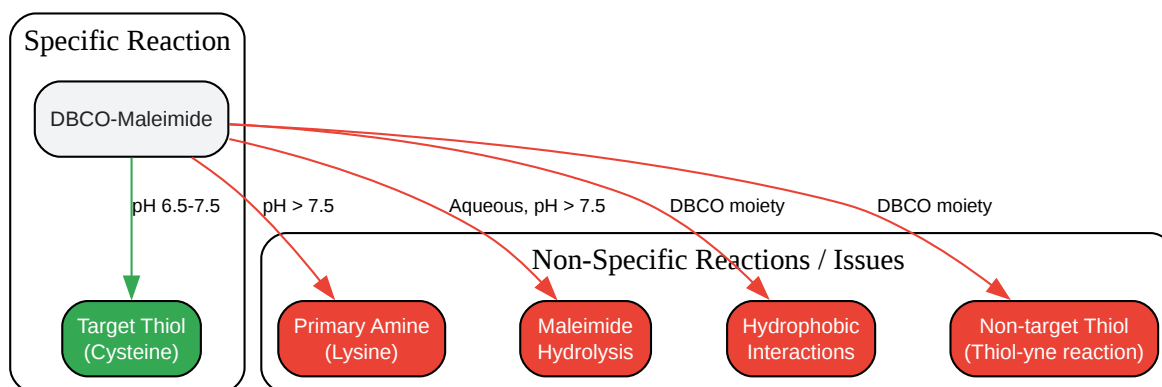 Specific Reaction
DBCO-Maleimide
pH 6.5-7.5
pH > 7.5
Aqueous, pH > 7.5
DBCO moiety
DBCO moiety
Non-Specific Reactions / Issues
Target Thiol
(Cysteine)
Primary Amine
(Lysine)
Maleimide
Hydrolysis
Hydrophobic
Interactions
Non-target Thiol
(Thiol-yne reaction)